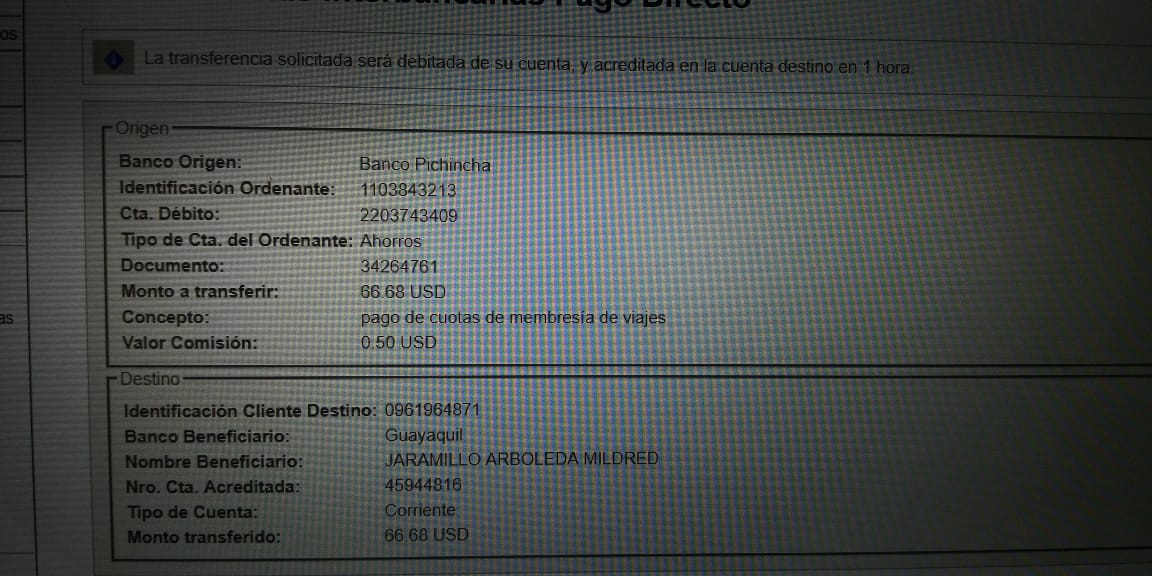 Interbancarias Pago Directo
os
La transferencia solicitada será debitada de su cuenta, y acreditada en la cuenta destino en 1 hora.
Origen
Banco Origen: Banco Pichincha
Identificación Ordenante: 1103843213
Cta. Débito: 2203743409
Tipo de Cta. del Ordenante: Ahorros
Documento: 34264761
Monto a transferir: 66.68 USD
as
Concepto: pago de cuotas de membresía de viajes
Valor Comisión: 0.50 USD
Destino
Identificación Cliente Destino: 0961964871
Banco Beneficiario: Guayaquil
Nombre Beneficiario: JARAMILLO ARBOLEDA MILDRED
Nro. Cta. Acreditada: 45944816
Tipo de Cuenta: Corriente
Monto transferido: 66.68 USD